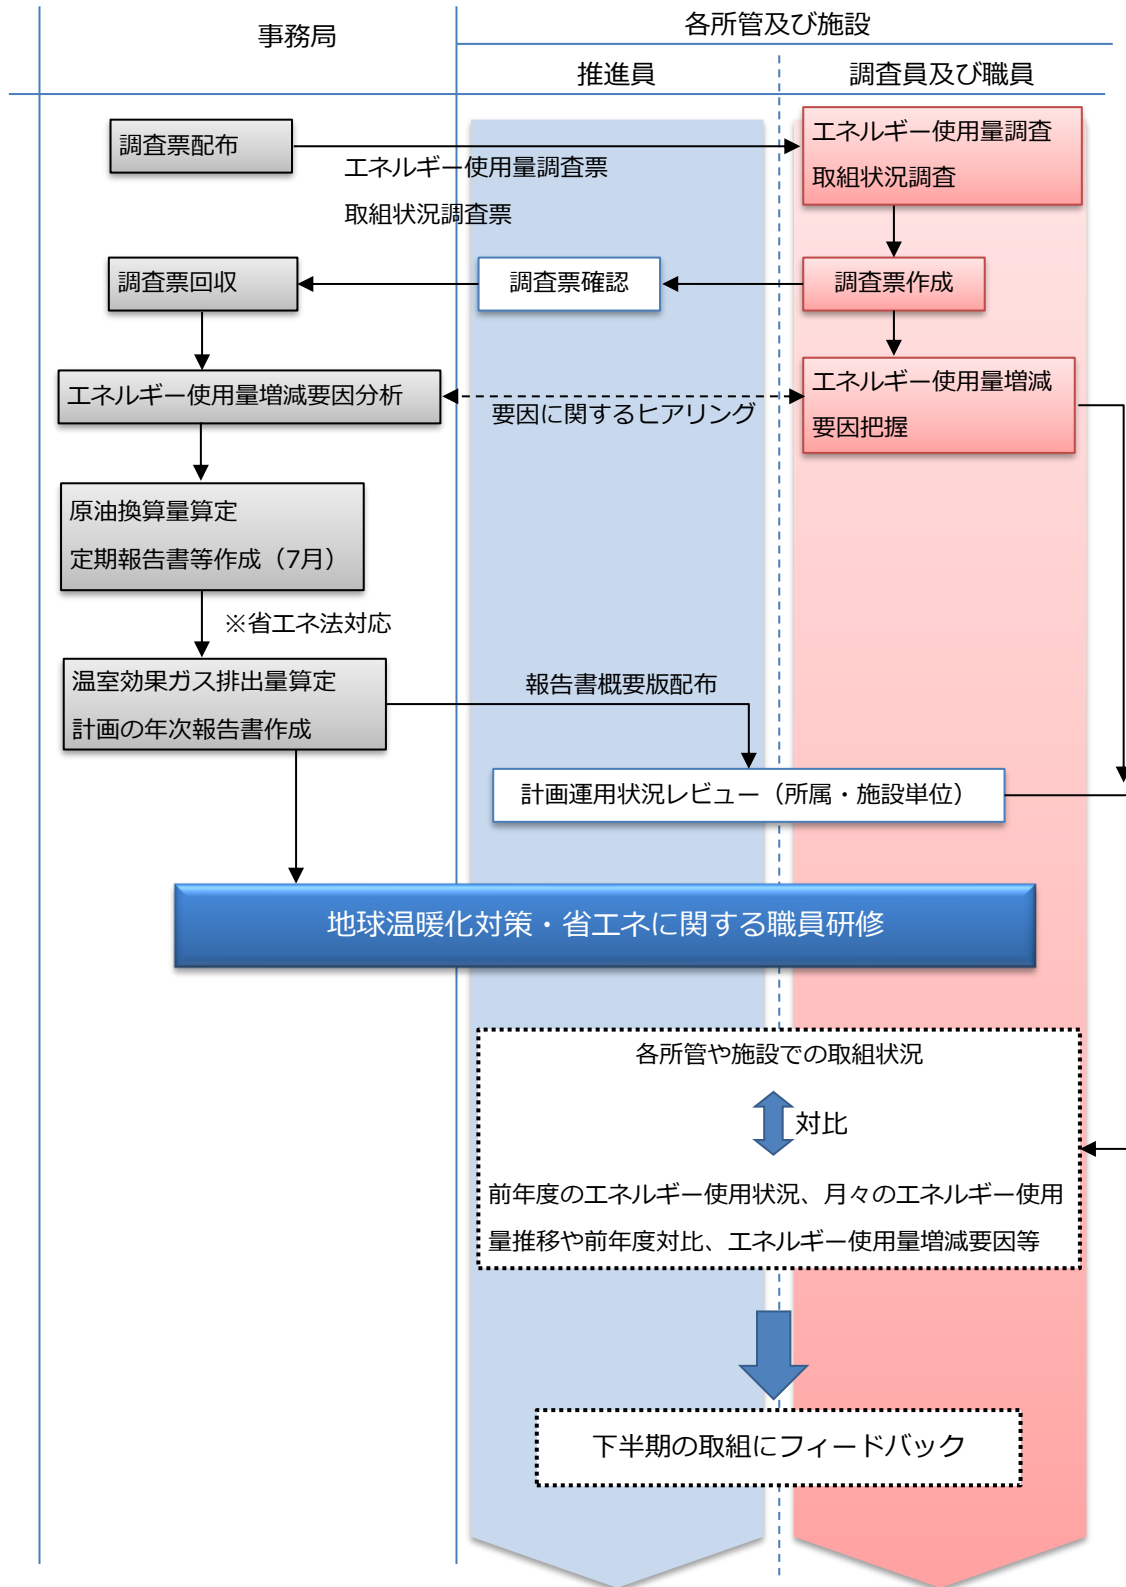 事務局
各所管及び施設
推進員
調査員及び職員
調査票配布
エネルギー使用量調査票
取組状況調査票
エネルギー使用量調査
取組状況調査
調査票回収
調査票確認
調査票作成
エネルギー使用量増減要因分析
要因に関するヒアリング
エネルギー使用量増減
要因把握
原油換算量算定
定期報告書等作成（7月）
※省エネ法対応
温室効果ガス排出量算定
計画の年次報告書作成
報告書概要版配布
計画運用状況レビュー（所属・施設単位）
地球温暖化対策・省エネに関する職員研修
各所管や施設での取組状況
対比
前年度のエネルギー使用状況、月々のエネルギー使用
量推移や前年度対比、エネルギー使用量増減要因等
下半期の取組にフィードバック